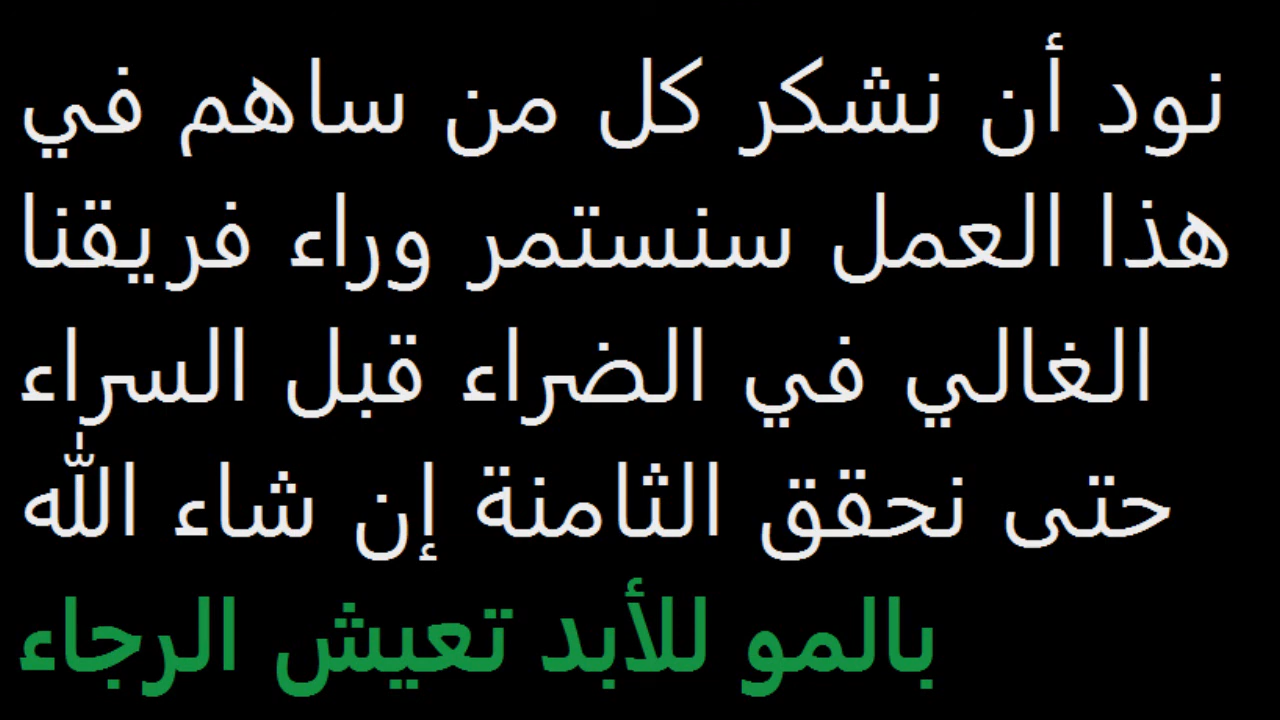 نود أن نشكر كل من ساهم في
هذا العمل سنستمر وراء فريقنا
الغالي في الضراء قبل السراء
حتى نحقق الثامنة إن شاء الله
بالمو للأبد تعيش الرجاء